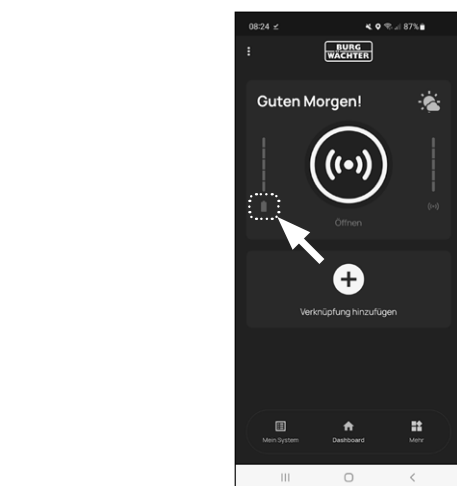 08:24
87%
BURG
WÄCHTER
Guten Morgen!
Öffnen
Verknüpfung hinzufügen
Mein System
Dashboard
Mehr